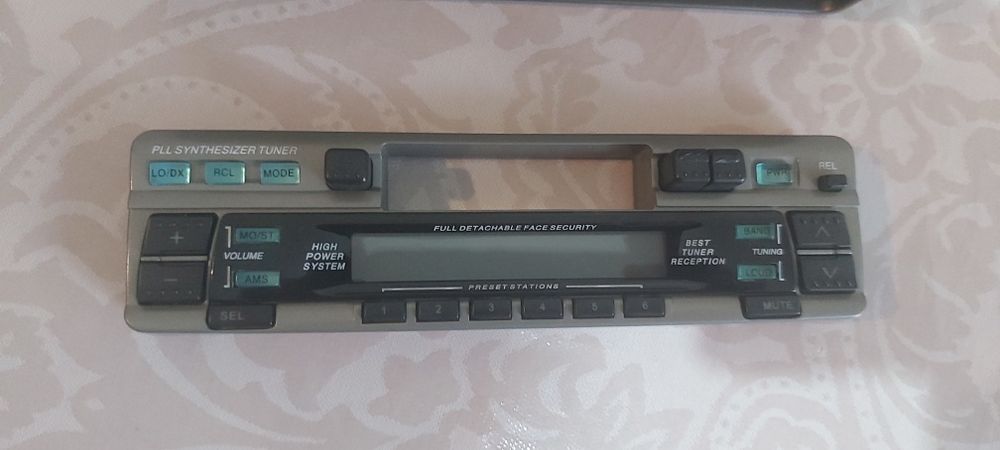 PLL SYNTHESIZER TUNER
LO/DX
RCL
MODE
PWR
REL
FULL DETACHABLE FACE SECURITY
+
MO/ST
HIGH
POWER
SYSTEM
BEST
TUNER
RECEPTION
BAND
VOLUME
TUNING
-
AMS
LOUD
PRESET STATIONS
SEL
1
2
3
4
5
6
MUTE